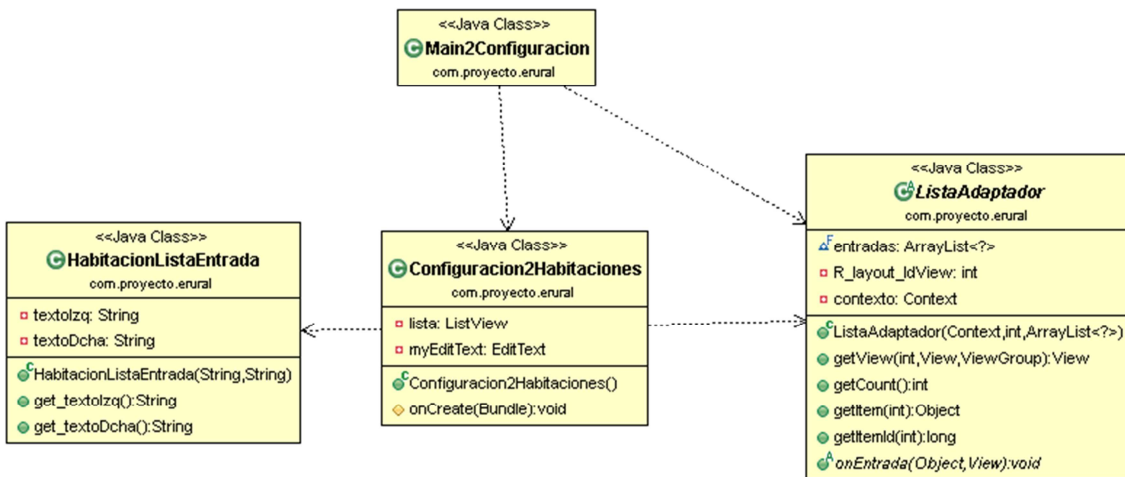 <<Java Class>>
Main2Configuracion
com.proyecto.erural
<<Java Class>>
HabitacionListaEntrada
com.proyecto.erural
textoIzq: String
textoDcha: String
HabitacionListaEntrada(String,String)
get_textoIzq():String
get_textoDcha():String
<<Java Class>>
Configuracion2Habitaciones
com.proyecto.erural
lista: ListView
myEditText: EditText
Configuracion2Habitaciones()
onCreate(Bundle):void
<<Java Class>>
ListaAdaptador
com.proyecto.erural
entradas: ArrayList<?>
R_layout_IdView: int
contexto: Context
ListaAdaptador(Context,int,ArrayList<?>)
getView(int,View,ViewGroup):View
getCount():int
getItem(int):Object
getItemId(int):long
onEntrada(Object,View):void